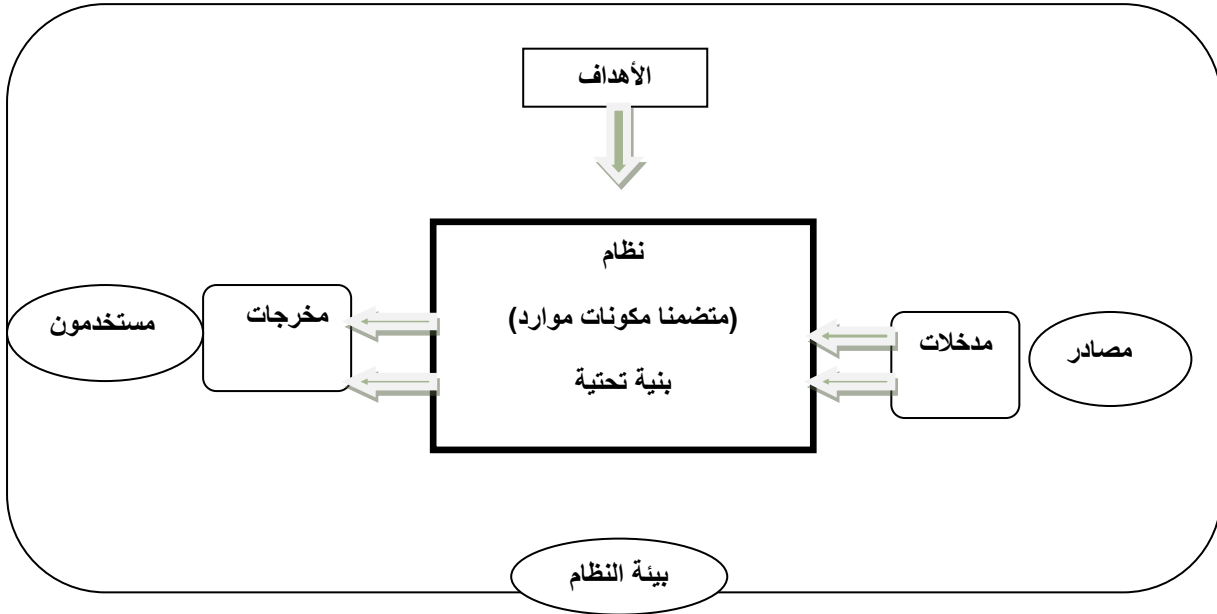 الأهداف
نظام
(متضمنا مكونات موارد)
بنية تحتية
مصادر
مدخلات
مخرجات
مستخدمون
بيئة النظام